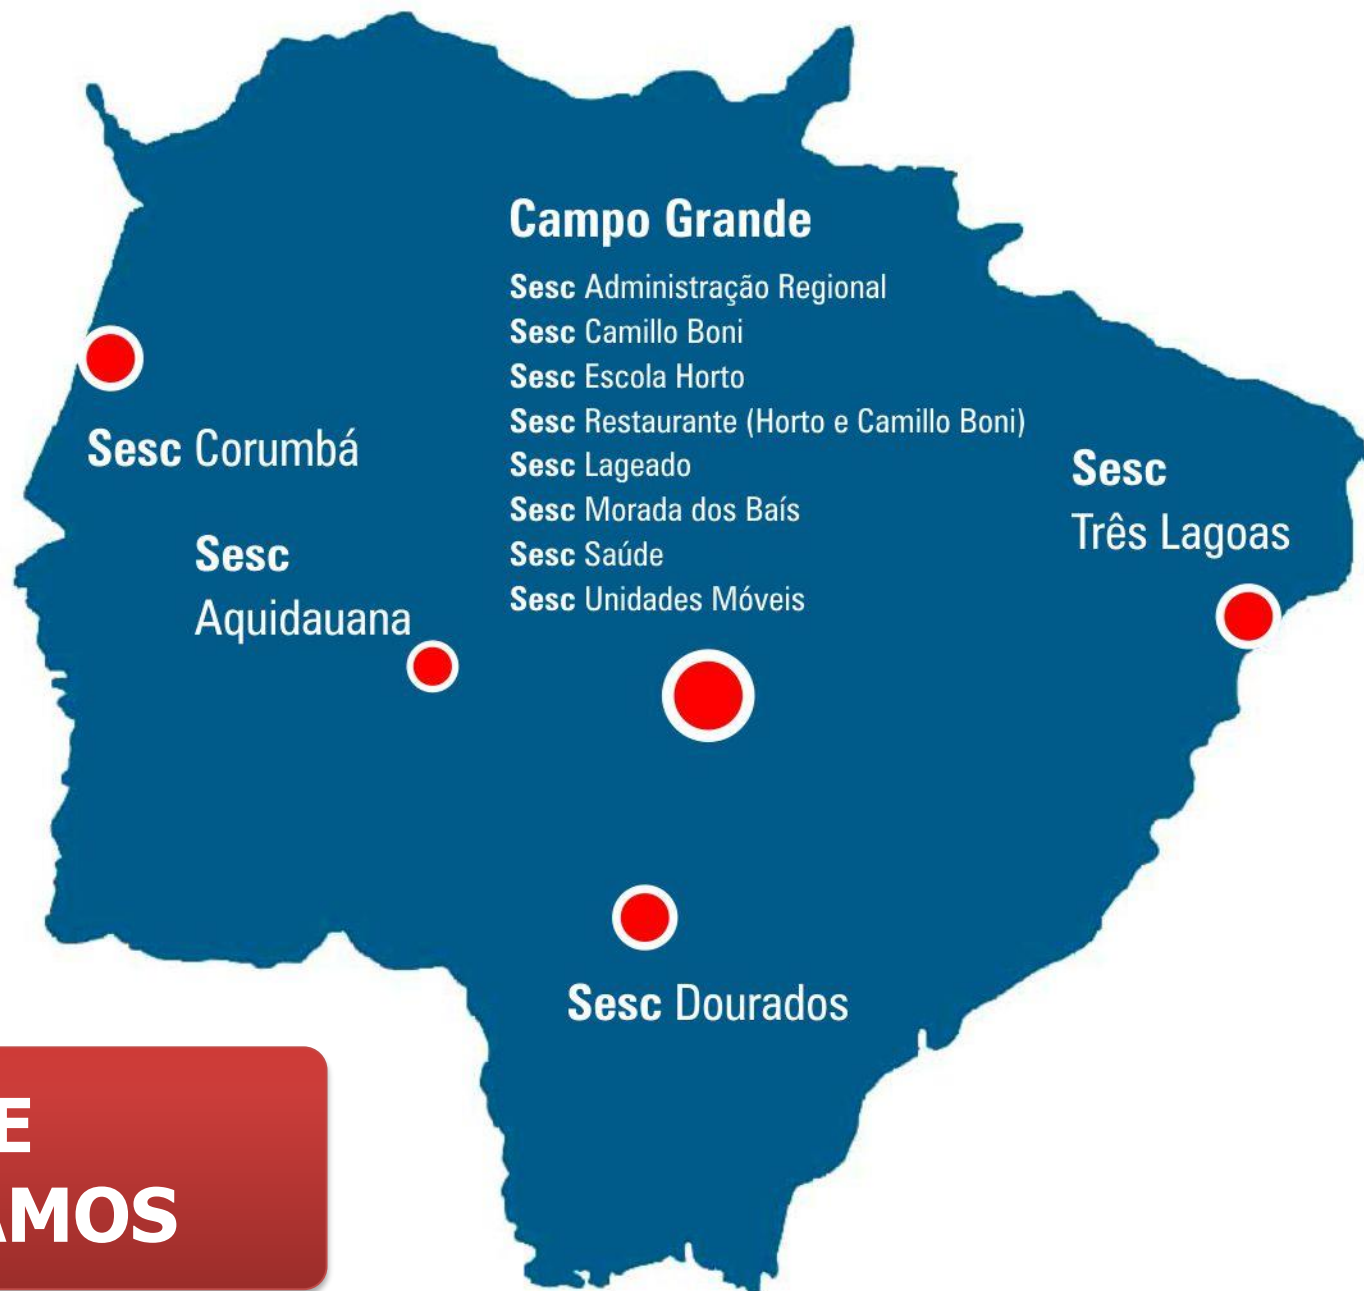 Campo Grande
Sesc Administração Regional
Sesc Camillo Boni
Sesc Escola Horto
Sesc Restaurante (Horto e Camillo Boni)
Sesc Lageado
Sesc Morada dos Baís
Sesc Saúde
Sesc Unidades Móveis
Sesc Corumbá
Sesc
Aquidauana
Sesc
Três Lagoas
Sesc Dourados
E
AMOS